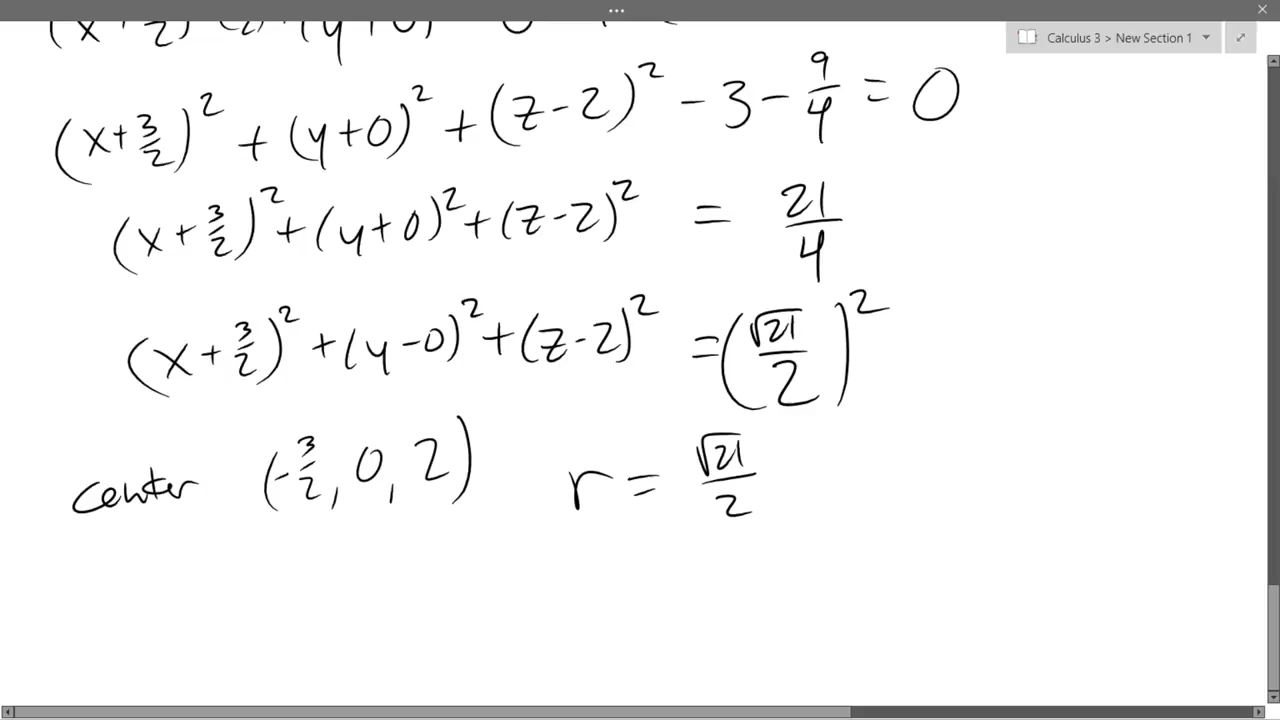 Calculus 3 > New Section 1
(x + 3/2)² + (y + 0)² + (z - 2)² - 3 - 9/4 = 0
(x + 3/2)² + (y + 0)² + (z - 2)² = 21/4
(x + 3/2)² + (y - 0)² + (z - 2)² = (√21/2)²
center (-3/2, 0, 2) r = √21/2